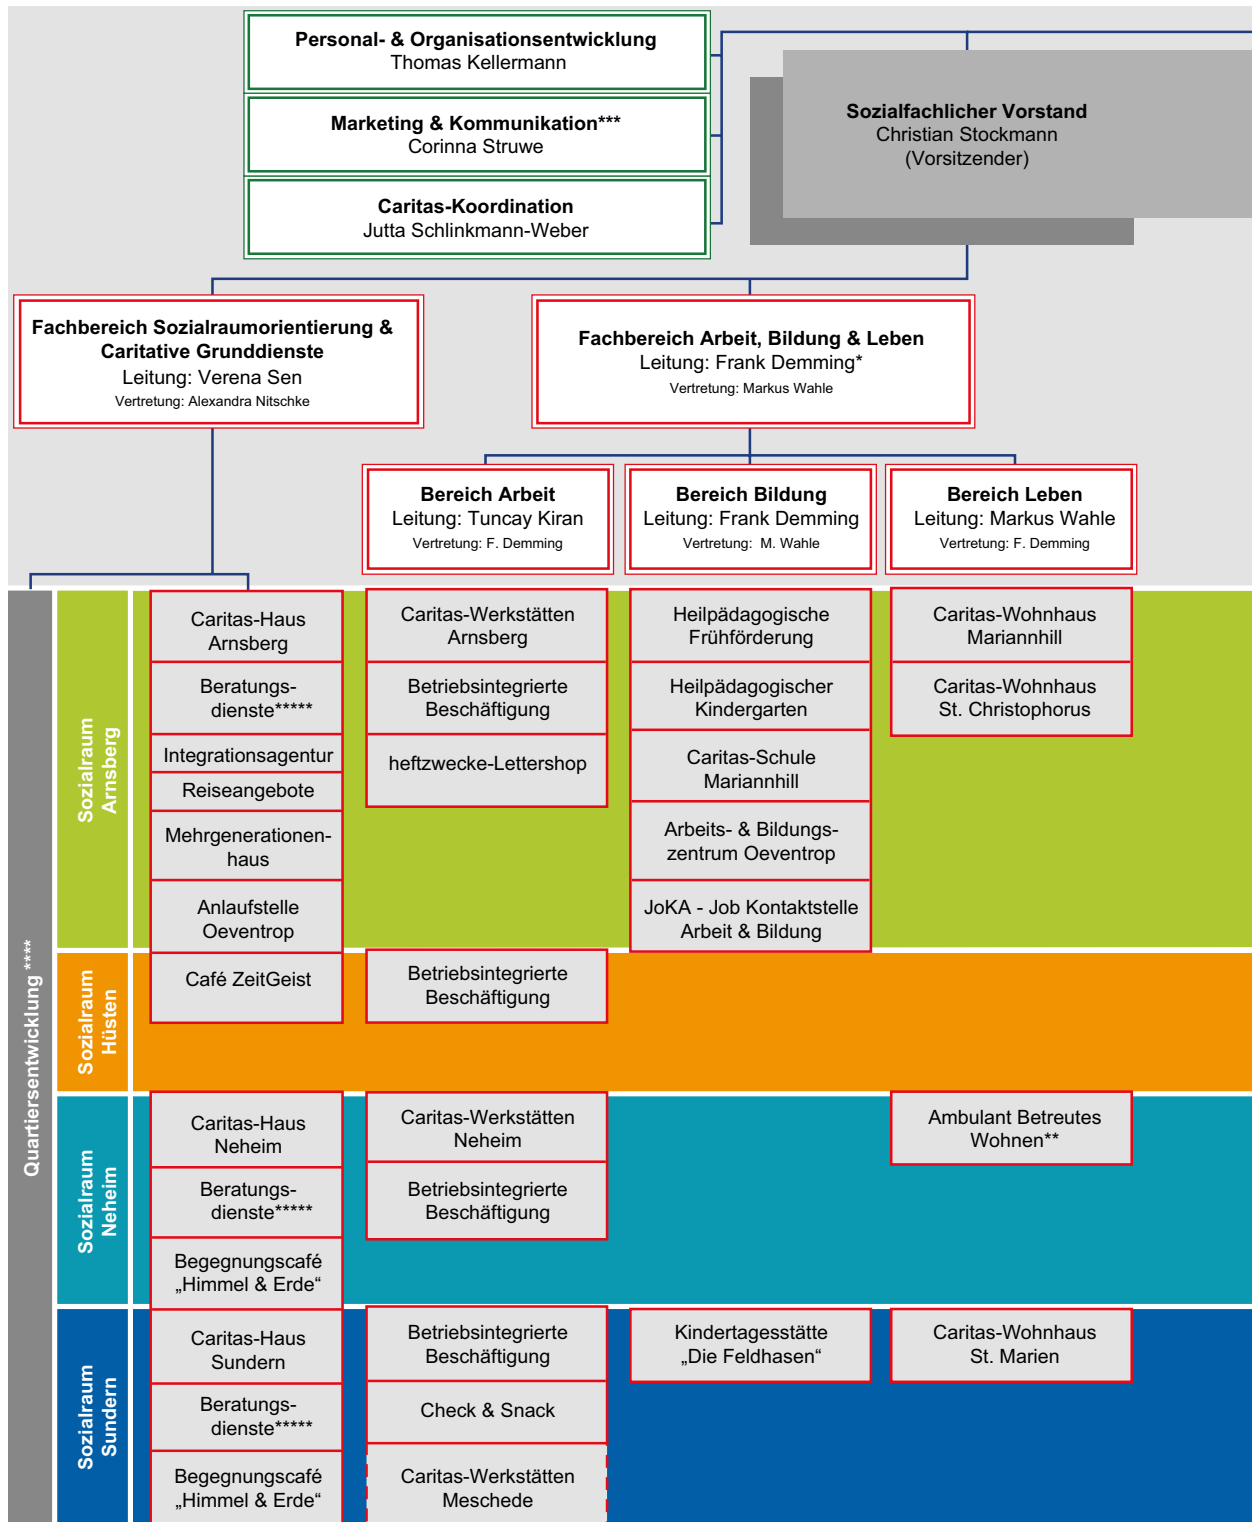 Personal- & Organisationsentwicklung
Thomas Kellermann
Marketing & Kommunikation***
Corinna Struwe
Caritas-Koordination
Jutta Schlinkmann-Weber
Sozialfachlicher Vorstand
Christian Stockmann
(Vorsitzender)
Fachbereich Sozialraumorientierung &
Caritative Grunddienste
Leitung: Verena Sen
Vertretung: Alexandra Nitschke
Fachbereich Arbeit, Bildung & Leben
Leitung: Frank Demming*
Vertretung: Markus Wahle
Bereich Arbeit
Leitung: Tuncay Kiran
Vertretung: F. Demming
Bereich Bildung
Leitung: Frank Demming
Vertretung: M. Wahle
Bereich Leben
Leitung: Markus Wahle
Vertretung: F. Demming
Quartiersentwicklung ****
Sozialraum
Arnsberg
Caritas-Haus
Arnsberg
Beratungs-
dienste*****
Integrationsagentur
Reiseangebote
Mehrgenerationen-
haus
Anlaufstelle
Oeventrop
Caritas-Werkstätten
Arnsberg
Betriebsintegrierte
Beschäftigung
heftzwecke-Lettershop
Heilpädagogische
Frühförderung
Heilpädagogischer
Kindergarten
Caritas-Schule
Mariannhill
Arbeits- & Bildungs-
zentrum Oeventrop
JoKA - Job Kontaktstelle
Arbeit & Bildung
Caritas-Wohnhaus
Mariannhill
Caritas-Wohnhaus
St. Christophorus
Sozialraum
Hüsten
Café ZeitGeist
Betriebsintegrierte
Beschäftigung
Sozialraum
Neheim
Caritas-Haus
Neheim
Beratungs-
dienste*****
Begegnungscafé
„Himmel & Erde“
Caritas-Werkstätten
Neheim
Betriebsintegrierte
Beschäftigung
Ambulant Betreutes
Wohnen**
Sozialraum
Sundern
Caritas-Haus
Sundern
Beratungs-
dienste*****
Begegnungscafé
„Himmel & Erde“
Betriebsintegrierte
Beschäftigung
Check & Snack
Caritas-Werkstätten
Meschede
Kindertagesstätte
„Die Feldhasen“
Caritas-Wohnhaus
St. Marien